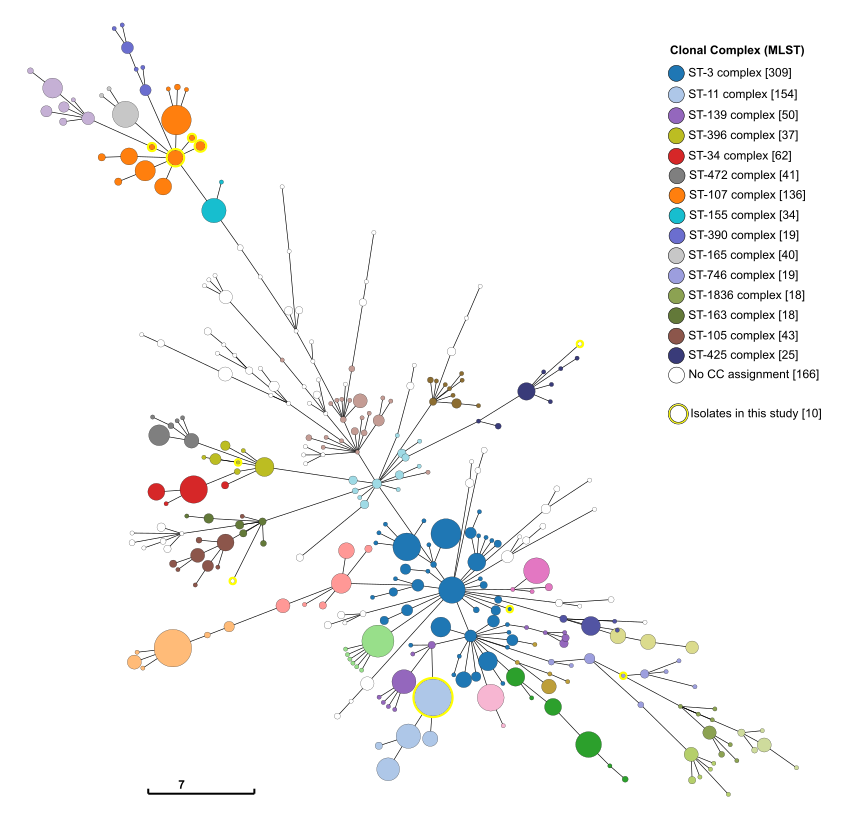 Clonal Complex (MLST)
ST-3 complex [309]
ST-11 complex [154]
ST-139 complex [50]
ST-396 complex [37]
ST-34 complex [62]
ST-472 complex [41]
ST-107 complex [136]
ST-155 complex [34]
ST-390 complex [19]
ST-165 complex [40]
ST-746 complex [19]
ST-1836 complex [18]
ST-163 complex [18]
ST-105 complex [43]
ST-425 complex [25]
No CC assignment [166]
Isolates in this study [10]
7